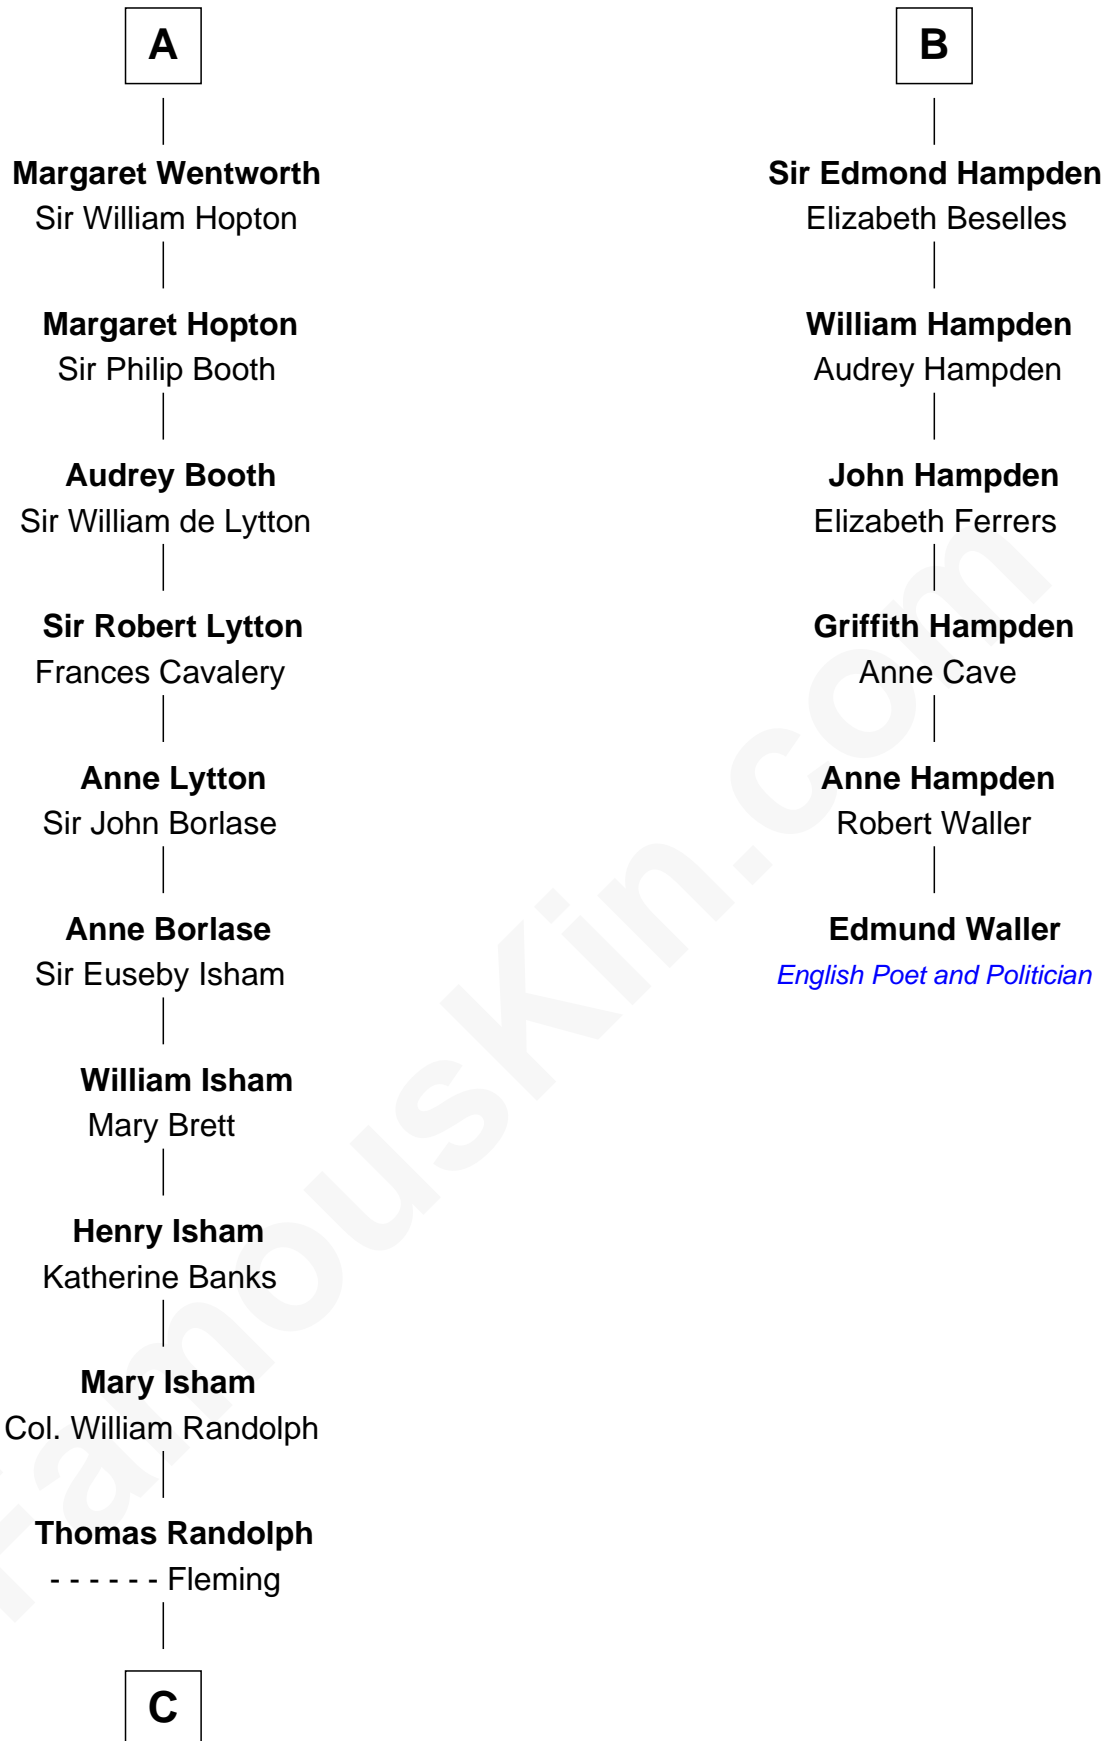 A
Margaret Wentworth
Sir William Hopton
Margaret Hopton
Sir Philip Booth
Audrey Booth
Sir William de Lytton
Sir Robert Lytton
Frances Cavalery
Anne Lytton
Sir John Borlase
Anne Borlase
Sir Euseby Isham
William Isham
Mary Brett
Henry Isham
Katherine Banks
Mary Isham
Col. William Randolph
Thomas Randolph
- - - - - - Fleming
C
B
Sir Edmond Hampden
Elizabeth Beselles
William Hampden
Audrey Hampden
John Hampden
Elizabeth Ferrers
Griffith Hampden
Anne Cave
Anne Hampden
Robert Waller
Edmund Waller
English Poet and Politician
FamousKin.com